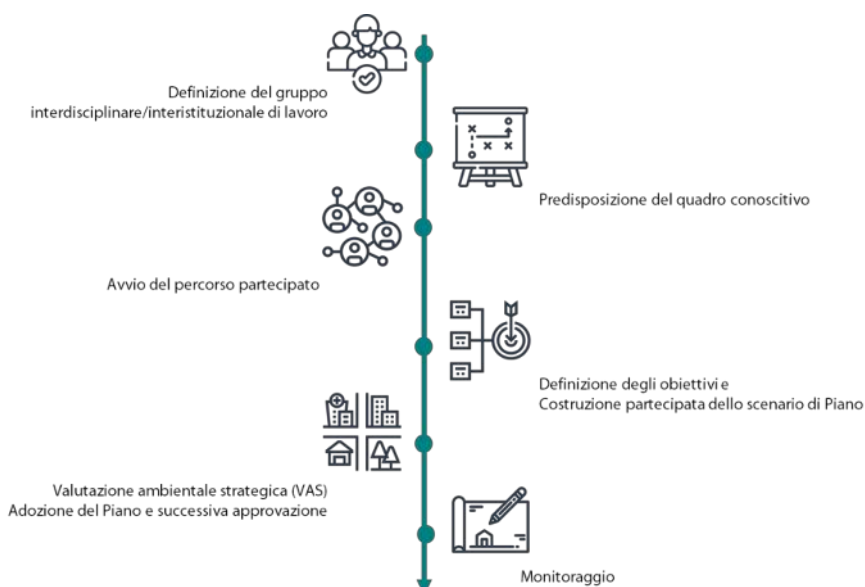 Definizione del gruppo
interdisciplinare/interistituzionale di lavoro
Predisposizione del quadro conoscitivo
Avvio del percorso partecipato
Definizione degli obiettivi e
Costruzione partecipata dello scenario di Piano
Valutazione ambientale strategica (VAS)
Adozione del Piano e successiva approvazione
Monitoraggio